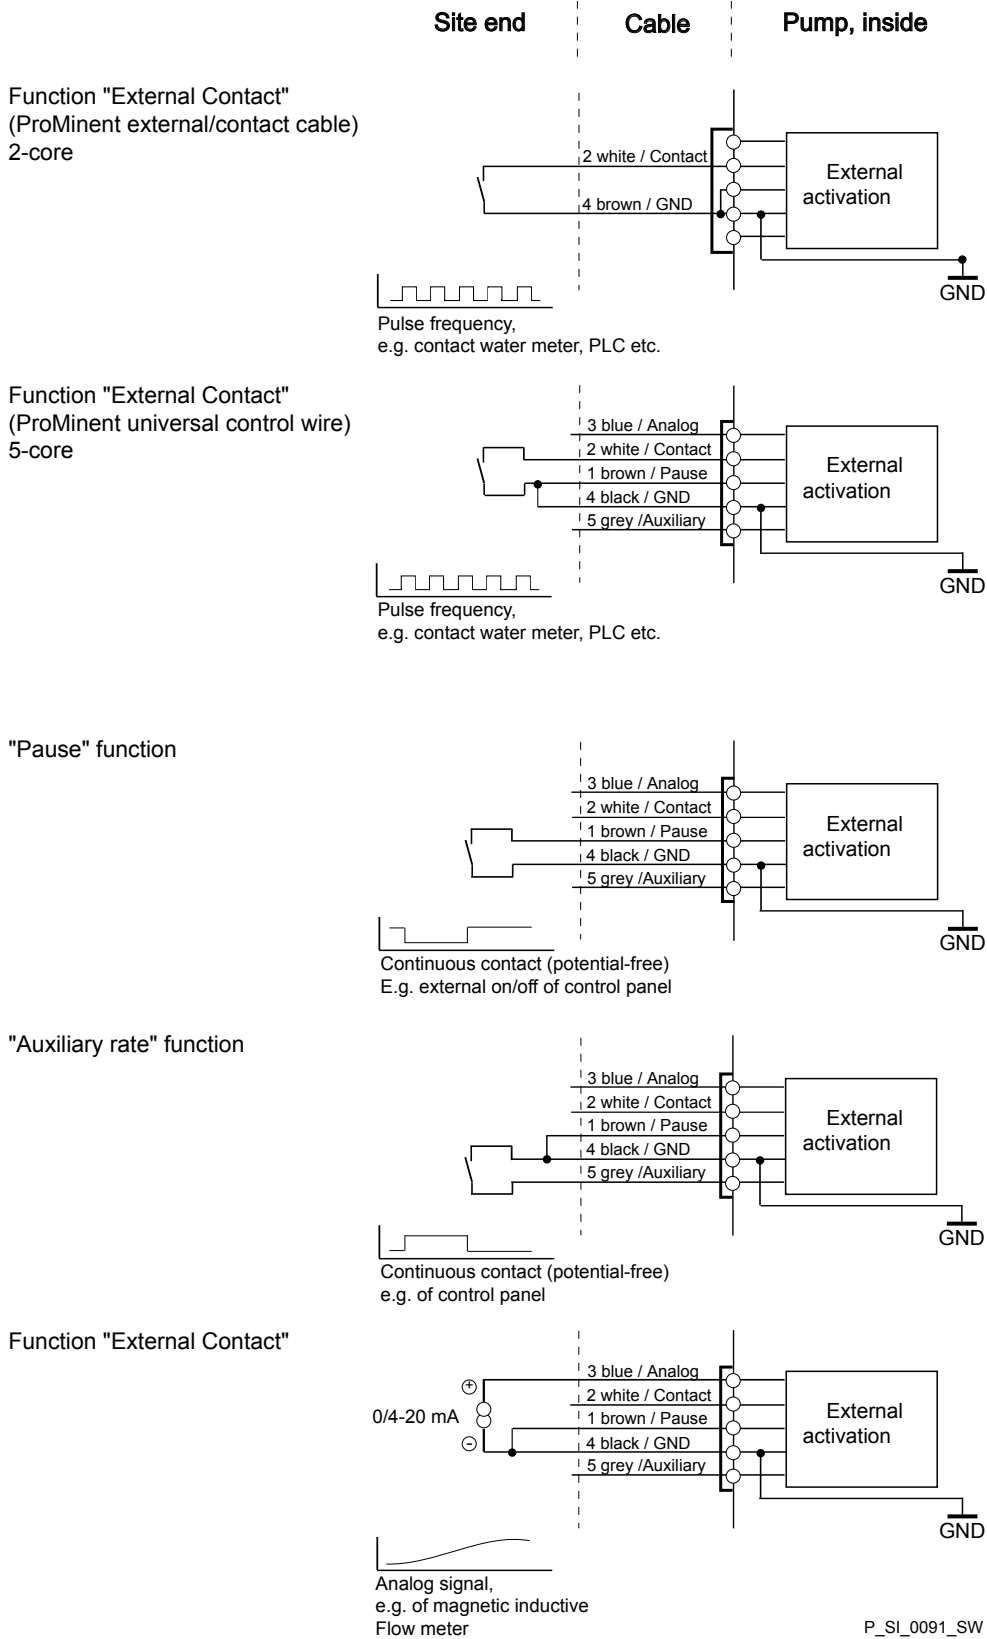 Site end
Cable
Pump, inside
Function "External Contact"
(ProMinent external/contact cable)
2-core
2 white / Contact
4 brown / GND
External
activation
GND
Pulse frequency,
e.g. contact water meter, PLC etc.
Function "External Contact"
(ProMinent universal control wire)
5-core
3 blue / Analog
2 white / Contact
1 brown / Pause
4 black / GND
5 grey /Auxiliary
External
activation
GND
Pulse frequency,
e.g. contact water meter, PLC etc.
"Pause" function
3 blue / Analog
2 white / Contact
1 brown / Pause
4 black / GND
5 grey /Auxiliary
External
activation
GND
Continuous contact (potential-free)
E.g. external on/off of control panel
"Auxiliary rate" function
3 blue / Analog
2 white / Contact
1 brown / Pause
4 black / GND
5 grey /Auxiliary
External
activation
GND
Continuous contact (potential-free)
e.g. of control panel
Function "External Contact"
3 blue / Analog
2 white / Contact
1 brown / Pause
4 black / GND
5 grey /Auxiliary
+
0/4-20 mA
-
External
activation
GND
Analog signal,
e.g. of magnetic inductive
Flow meter
P_SI_0091_SW